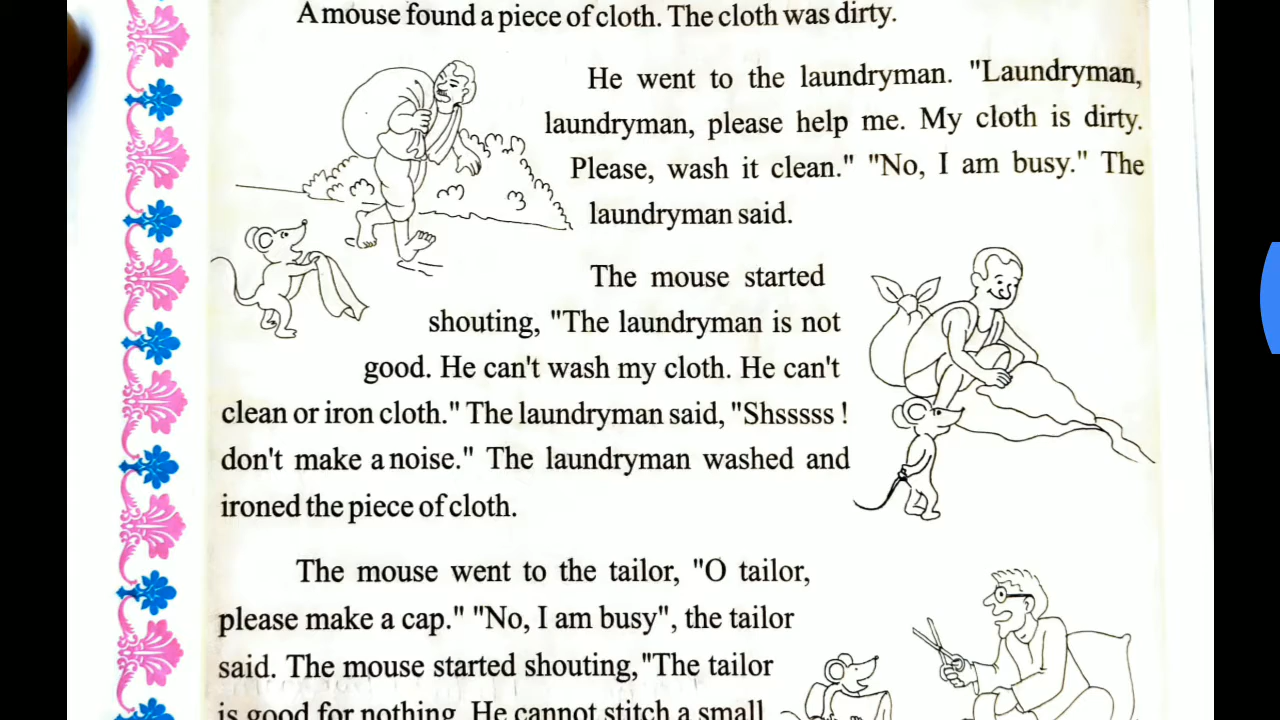 A mouse found a piece of cloth. The cloth was dirty.
He went to the laundryman. "Laundryman,
laundryman, please help me. My cloth is dirty.
Please, wash it clean." "No, I am busy." The
laundryman said.
The mouse started
shouting, "The laundryman is not
good. He can't wash my cloth. He can't
clean or iron cloth." The laundryman said, "Shsssss !
don't make a noise." The laundryman washed and
ironed the piece of cloth.
The mouse went to the tailor, "O tailor,
please make a cap." "No, I am busy", the tailor
said. The mouse started shouting, "The tailor
is good for nothing. He cannot stitch a small